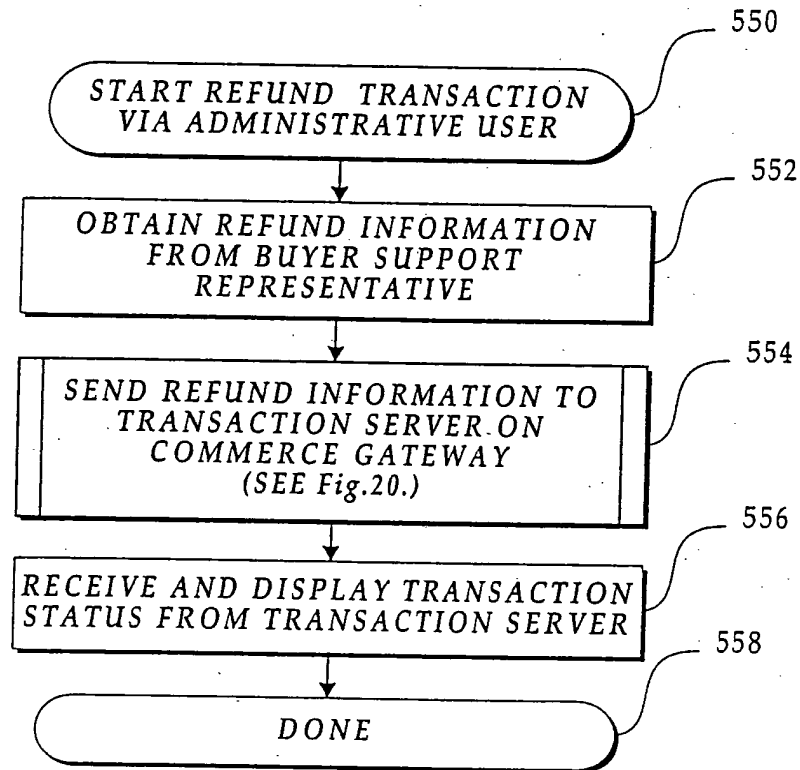 550
START REFUND TRANSACTION
VIA ADMINISTRATIVE USER
552
OBTAIN REFUND INFORMATION
FROM BUYER SUPPORT
REPRESENTATIVE
554
SEND REFUND INFORMATION TO
TRANSACTION SERVER ON
COMMERCE GATEWAY
(SEE Fig.20.)
556
RECEIVE AND DISPLAY TRANSACTION
STATUS FROM TRANSACTION SERVER
558
DONE